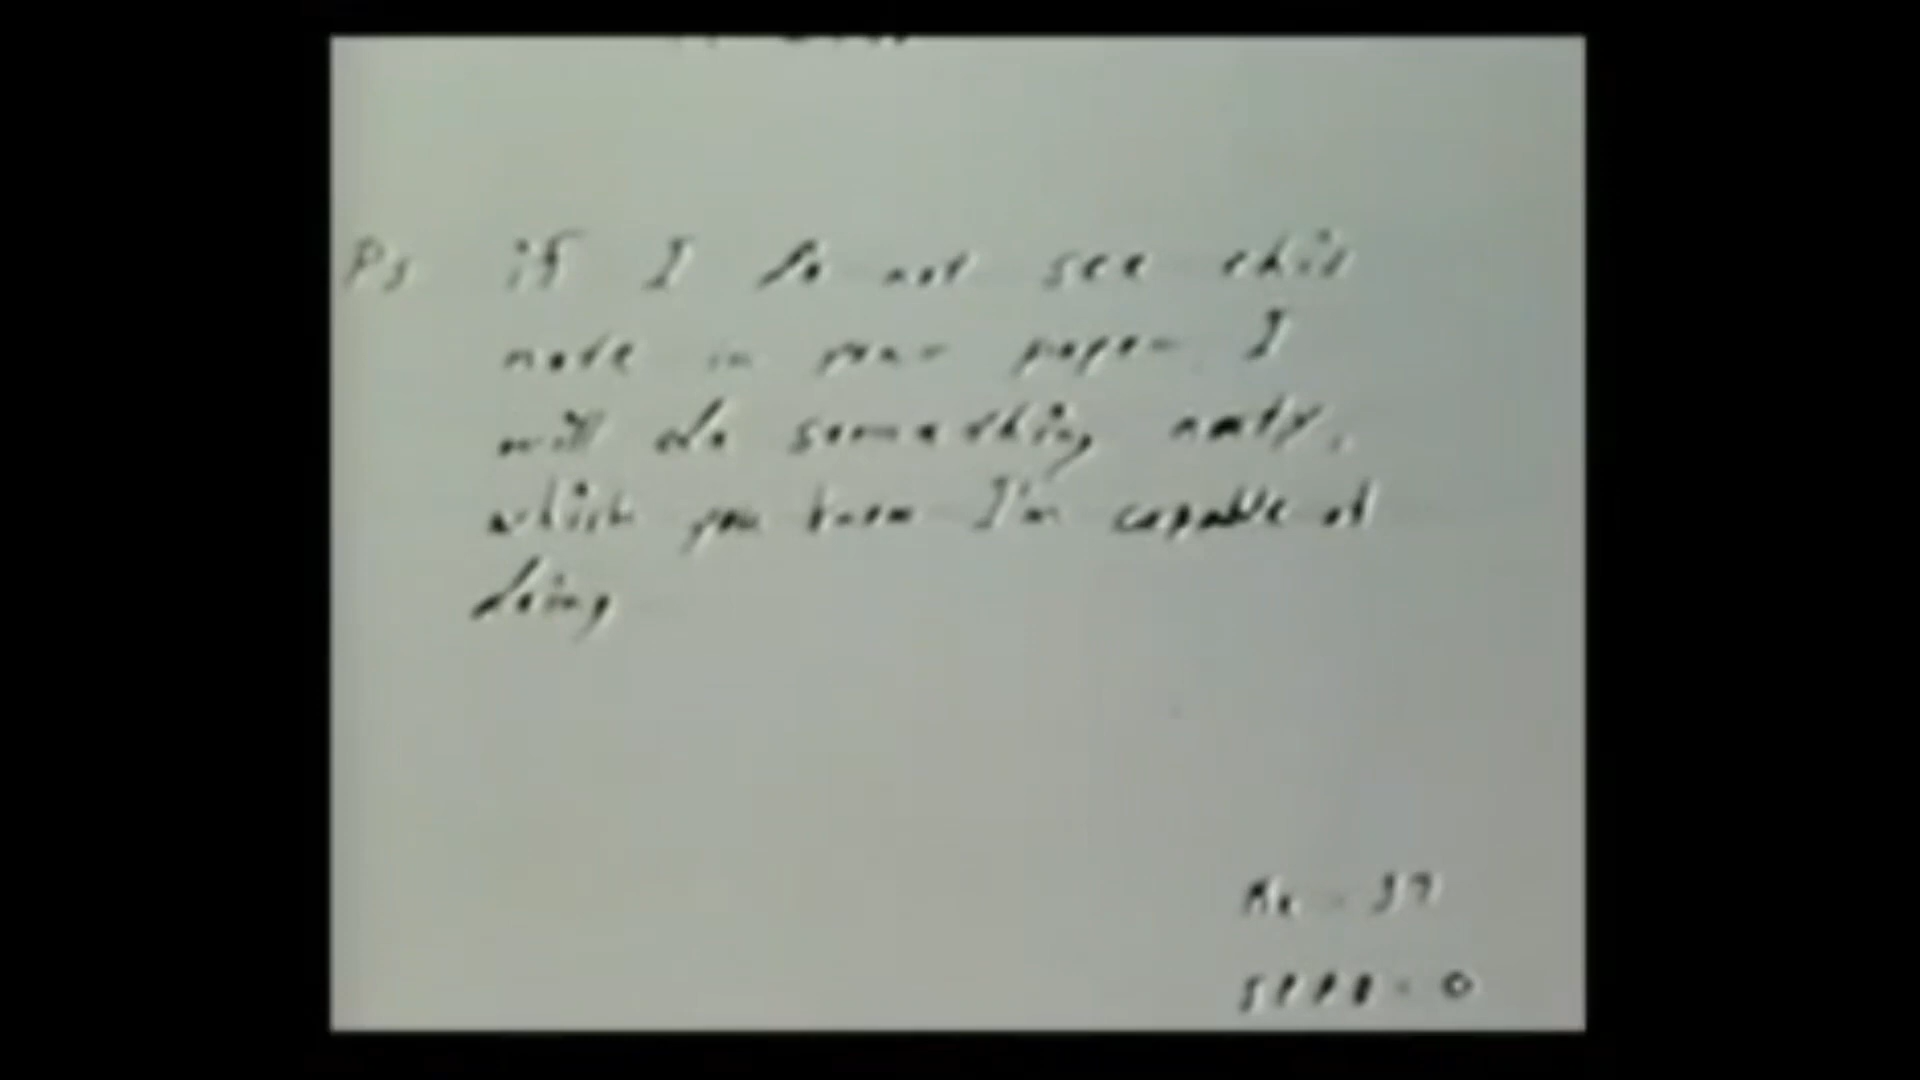 Ps if I do not see this
note in your paper, I
will do something nasty,
which you know I'm capable of
doing
Me - 37
SFPD - 0